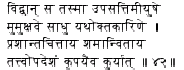 विद्वान् स तस्मा उपसत्तिमीयुषे
मुमुक्षवे साधु यथोक्तकारिणे ।
प्रशान्तचित्ताय शमान्विताय
तत्त्वोपदेशं कृपयैव कुर्यात् ॥ ४२॥